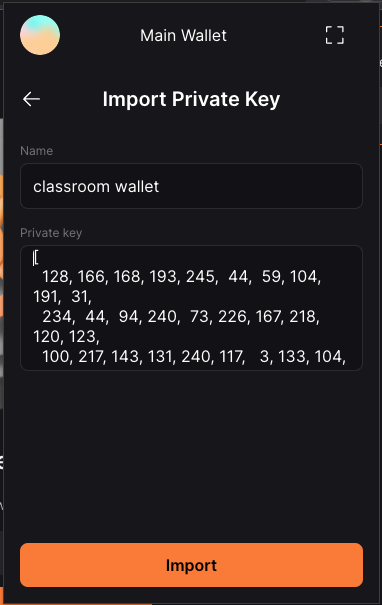 Main Wallet
Import Private Key
Name
classroom wallet
Private key
[
128, 166, 168, 193, 245, 44, 59, 104,
191, 31,
234, 44, 94, 240, 73, 226, 167, 218,
120, 123,
100, 217, 143, 131, 240, 117, 3, 133, 104,
Import